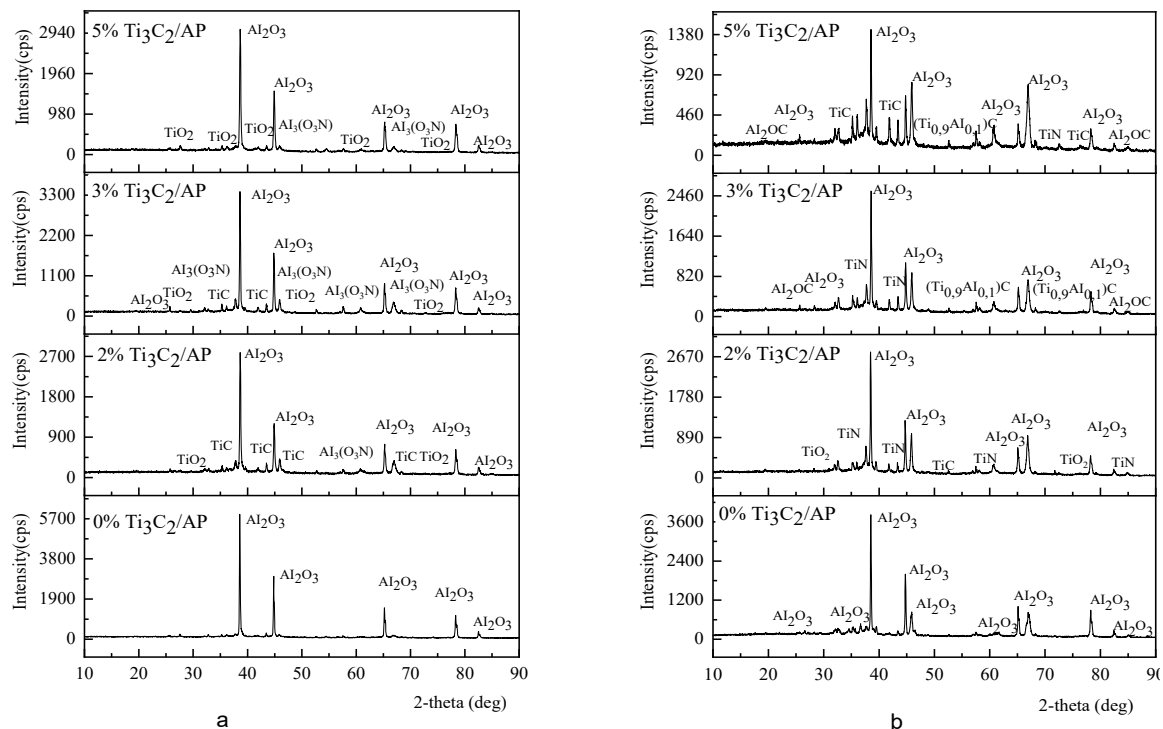 5% Ti3C2/AP
Intensity(cps)
2940
1960
980
0
TiO2
TiO2
Al2O3
TiO2
Al2O3
Al3(O3N)
TiO2
Al2O3
Al3(O3N)
TiO2
Al2O3
Al2O3
3% Ti3C2/AP
Intensity(cps)
3300
2200
1100
0
Al2O3
TiO2
Al3(O3N)
TiC
Al2O3
TiC
Al2O3
Al3(O3N)
TiO2
Al3(O3N)
Al2O3
Al3(O3N)
TiO2
Al2O3
Al2O3
2% Ti3C2/AP
Intensity(cps)
2700
1800
900
0
TiO2
TiC
Al2O3
TiC
Al2O3
TiC
Al3(O3N)
Al2O3
TiC
TiO2
Al2O3
Al2O3
0% Ti3C2/AP
Intensity(cps)
5700
3800
1900
0
Al2O3
Al2O3
Al2O3
Al2O3
Al2O3
10 20 30 40 50 60 70 80 90
2-theta (deg)
a
5% Ti3C2/AP
Intensity(cps)
1380
920
460
0
Al2OC
Al2O3
TiC
Al2O3
TiC
Al2O3
(Ti0,9Al0,1)C
Al2O3
Al2O3
TiN
TiC
Al2O3
Al2OC
3% Ti3C2/AP
Intensity(cps)
2460
1640
820
0
Al2OC
Al2O3
TiN
Al2O3
TiN
Al2O3
(Ti0,9Al0,1)C
Al2O3
(Ti0,9Al0,1)C
Al2O3
Al2OC
2% Ti3C2/AP
Intensity(cps)
2670
1780
890
0
TiO2
TiN
Al2O3
TiN
Al2O3
TiC
TiN
Al2O3
Al2O3
TiO2
Al2O3
TiN
0% Ti3C2/AP
Intensity(cps)
3600
2400
1200
0
Al2O3
Al2O3
Al2O3
Al2O3
Al2O3
Al2O3
Al2O3
Al2O3
Al2O3
10 20 30 40 50 60 70 80 90
2-theta (deg)
b